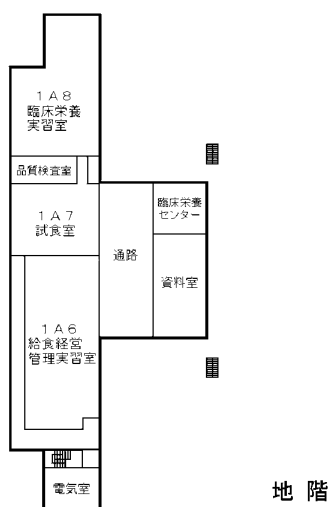 1A8
臨床栄養
実習室
品質検査室
1A7
試食室
臨床栄養
センター
通路
資料室
1A6
給食経営
管理実習室
電気室
地階